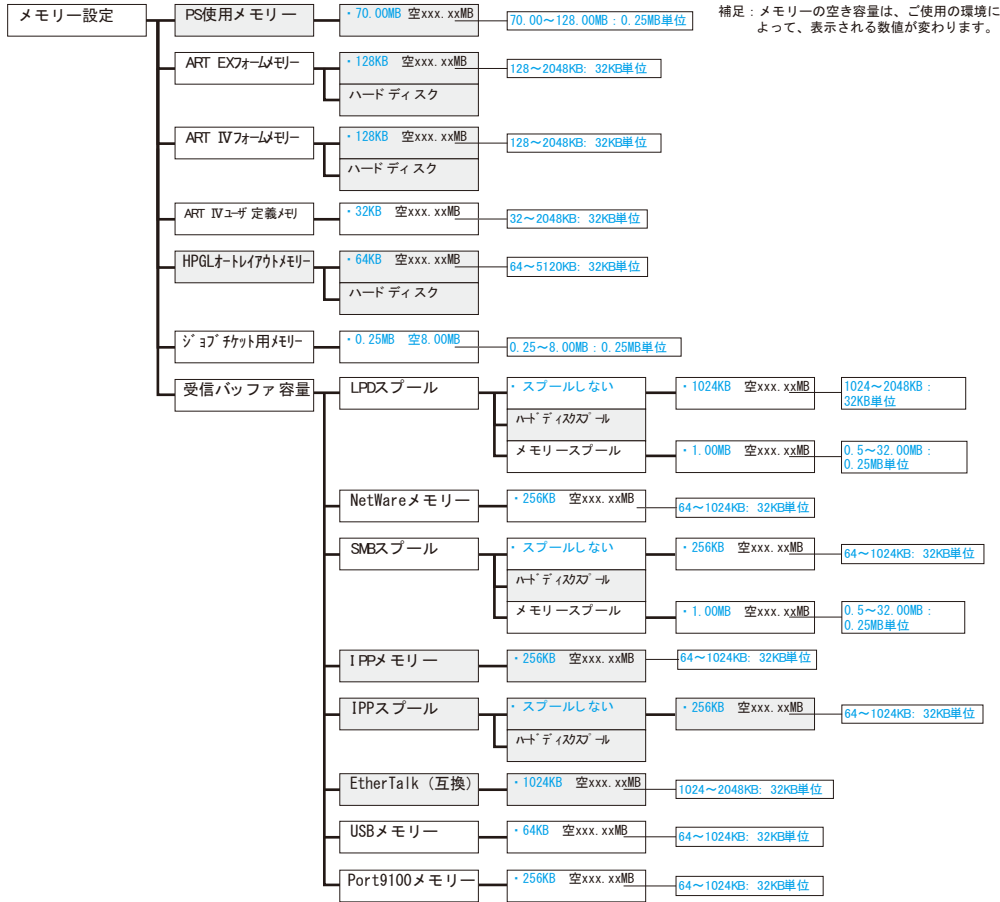 メモリー設定
PS使用メモリー
・70.00MB 空xxx.xxMB
70.00～128.00MB：0.25MB単位
補足：メモリーの空き容量は、ご使用の環境に
よって、表示される数値が変わります。
ART EXフォームメモリー
・128KB 空xxx.xxMB
128～2048KB: 32KB単位
ハードディスク
ART Ⅳフォームメモリー
・128KB 空xxx.xxMB
128～2048KB: 32KB単位
ハードディスク
ART Ⅳユーザ定義メモリ
・32KB 空xxx.xxMB
32～2048KB: 32KB単位
HPGLオートレイアウトメモリー
・64KB 空xxx.xxMB
64～5120KB: 32KB単位
ハードディスク
ジョブチケット用メモリー
・0.25MB 空8.00MB
0.25～8.00MB：0.25MB単位
受信バッファ容量
LPDスプール
・スプールしない
・1024KB 空xxx.xxMB
1024～2048KB：
32KB単位
ハードディスクスプール
メモリースプール
・1.00MB 空xxx.xxMB
0.5～32.00MB：
0.25MB単位
NetWareメモリー
・256KB 空xxx.xxMB
64～1024KB: 32KB単位
SMBスプール
・スプールしない
・256KB 空xxx.xxMB
64～1024KB: 32KB単位
ハードディスクスプール
メモリースプール
・1.00MB 空xxx.xxMB
0.5～32.00MB：
0.25MB単位
IPPメモリー
・256KB 空xxx.xxMB
64～1024KB: 32KB単位
IPPスプール
・スプールしない
・256KB 空xxx.xxMB
64～1024KB: 32KB単位
ハードディスクスプール
EtherTalk（互換）
・1024KB 空xxx.xxMB
1024～2048KB: 32KB単位
USBメモリー
・64KB 空xxx.xxMB
64～1024KB: 32KB単位
Port9100メモリー
・256KB 空xxx.xxMB
64～1024KB: 32KB単位